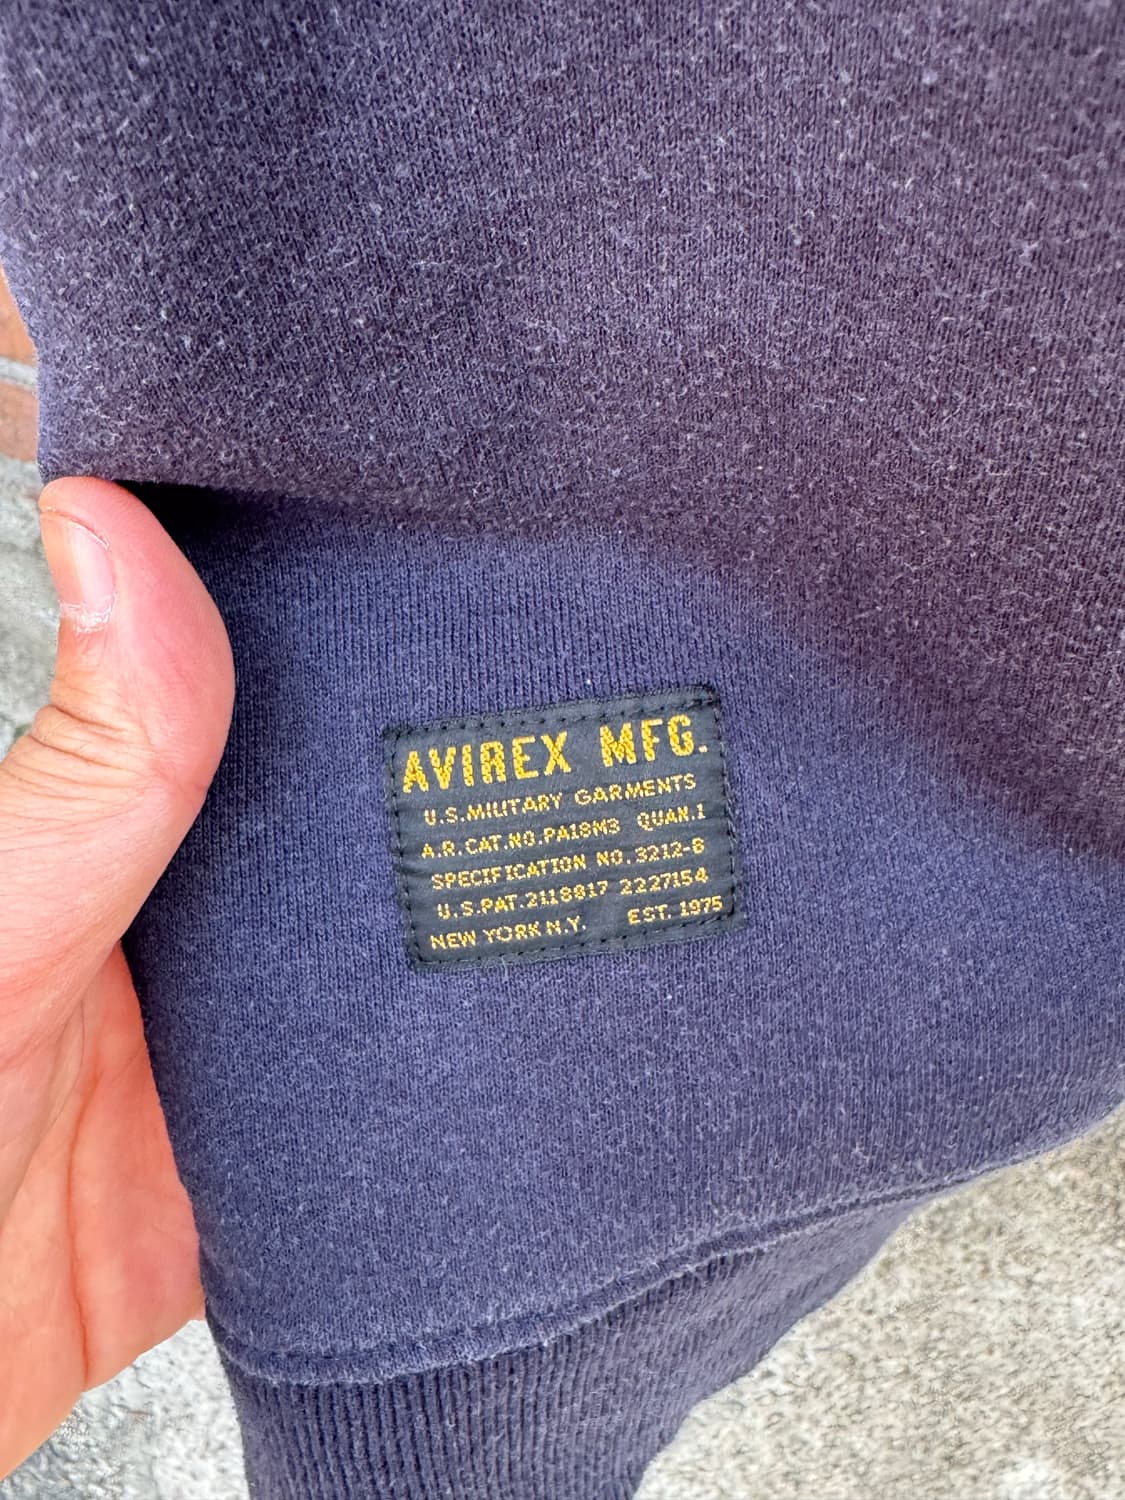 AVIREX MFG.
U.S.MILITARY GARMENTS
A.R.CAT.NO.PA18M3 QUAN.1
SPECIFICATION NO.3212-B
U.S.PAT.2118817 2227154
NEW YORK N.Y. EST. 1975